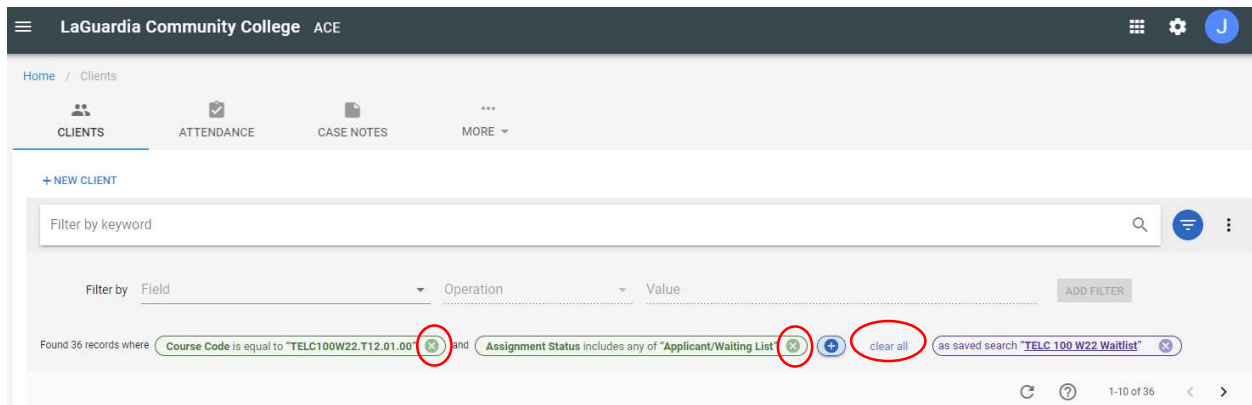 LaGuardia Community College ACE
J
Home / Clients
CLIENTS ATTENDANCE CASE NOTES MORE
+ NEW CLIENT
Filter by keyword
Filter by Field Operation Value ADD FILTER
Found 36 records where Course Code is equal to "TELC100W22.T12.01.00" and Assignment Status includes any of "Applicant/Waiting List" clear all as saved search "TELC 100 W22 Waitlist"
1-10 of 36